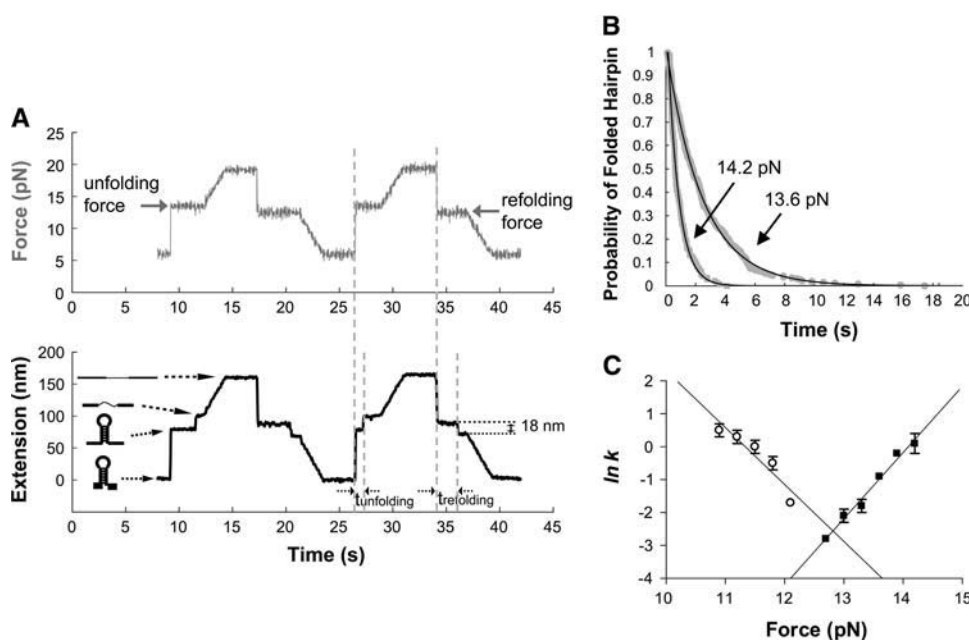 A
Force (pN)
25
20
15
10
5
0
unfolding
force
refolding
force
0 5 10 15 20 25 30 35 40 45
Extension (nm)
200
150
100
50
0
18 nm
tunfolding
trefolding
0 5 10 15 20 25 30 35 40 45
Time (s)
B
Probability of Folded Hairpin
1
0.9
0.8
0.7
0.6
0.5
0.4
0.3
0.2
0.1
0
14.2 pN
13.6 pN
0 2 4 6 8 10 12 14 16 18 20
Time (s)
C
ln k
2
1
0
-1
-2
-3
-4
10 11 12 13 14 15
Force (pN)